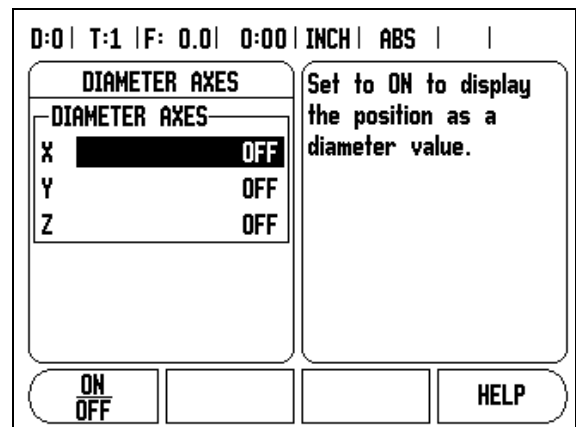 D:0| T:1 |F: 0.0| 0:00| INCH| ABS | |
DIAMETER AXES
DIAMETER AXES
X OFF
Y OFF
Z OFF
Set to ON to display
the position as a
diameter value.
ON
OFF
HELP